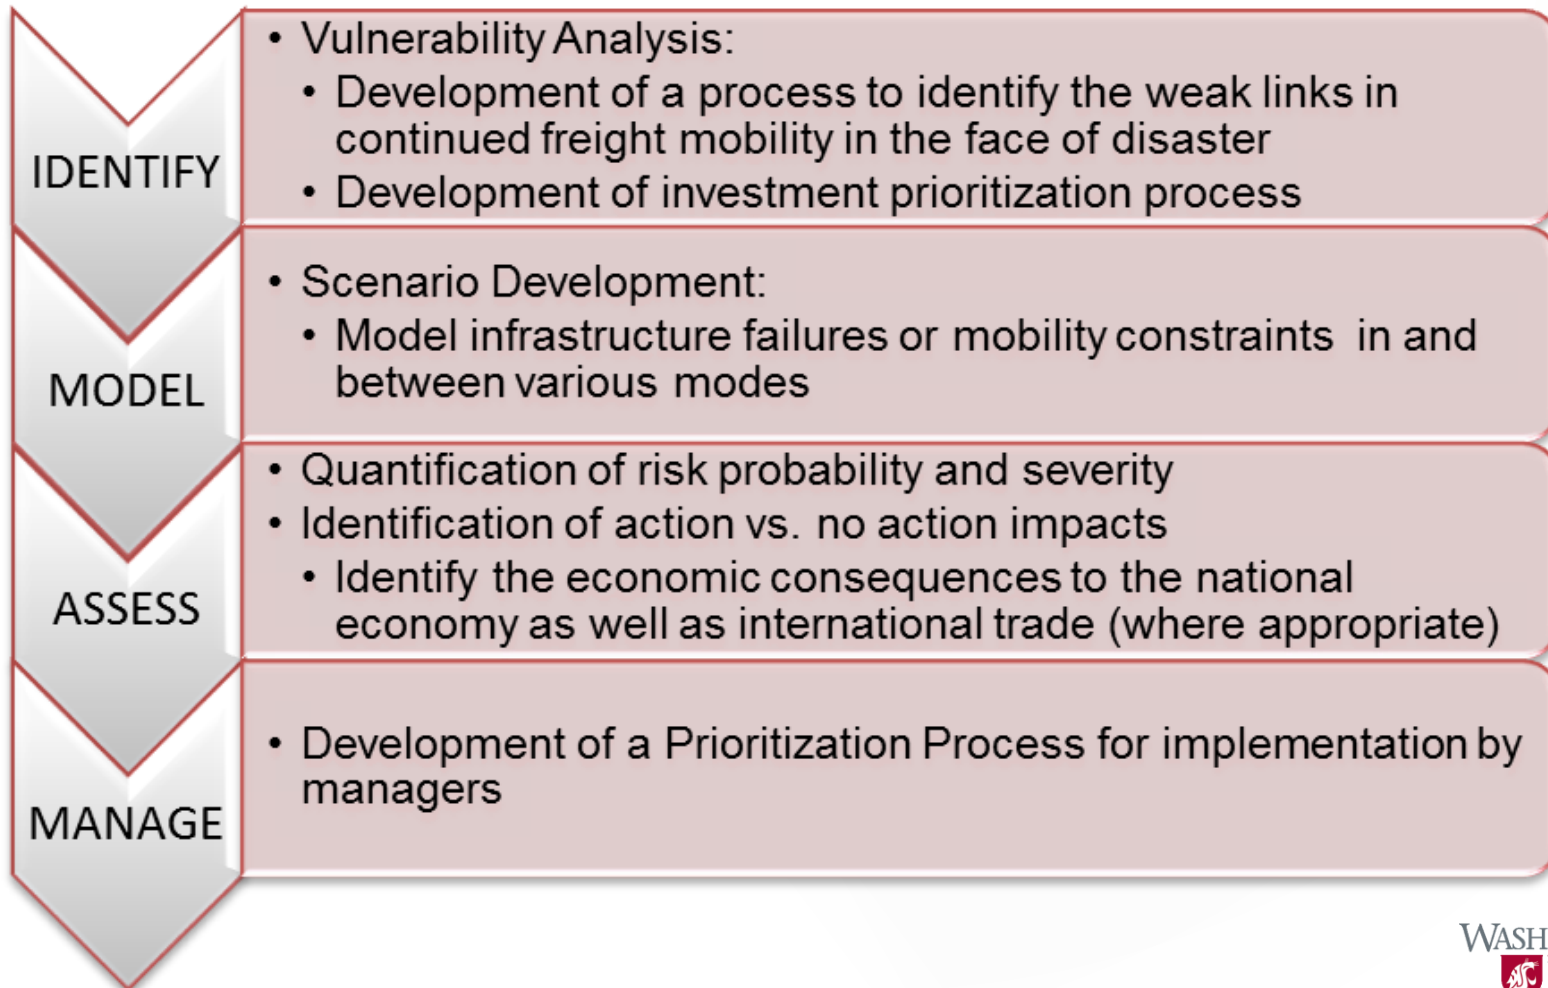 IDENTIFY
• Vulnerability Analysis:
• Development of a process to identify the weak links in
continued freight mobility in the face of disaster
• Development of investment prioritization process
MODEL
• Scenario Development:
• Model infrastructure failures or mobility constraints in and
between various modes
ASSESS
• Quantification of risk probability and severity
• Identification of action vs. no action impacts
• Identify the economic consequences to the national
economy as well as international trade (where appropriate)
MANAGE
• Development of a Prioritization Process for implementation by
managers
WASH